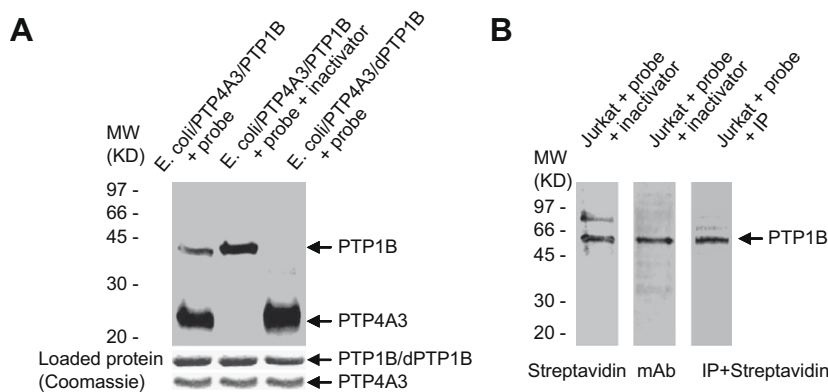 A
E. coli/PTP4A3/PTP1B
+ probe
E. coli/PTP4A3/PTP1B
+ probe + inactivator
E. coli/PTP4A3/dPTP1B
+ probe
MW
(KD)
97 -
66 -
45 -
30 -
20 -
PTP1B
PTP4A3
Loaded protein
(Coomassie)
PTP1B/dPTP1B
PTP4A3
B
Jurkat + probe
+ inactivator
Jurkat + probe
+ inactivator
Jurkat + probe
+ IP
MW
(KD)
97 -
66 -
45 -
30 -
20 -
PTP1B
Streptavidin mAb IP+Streptavidin